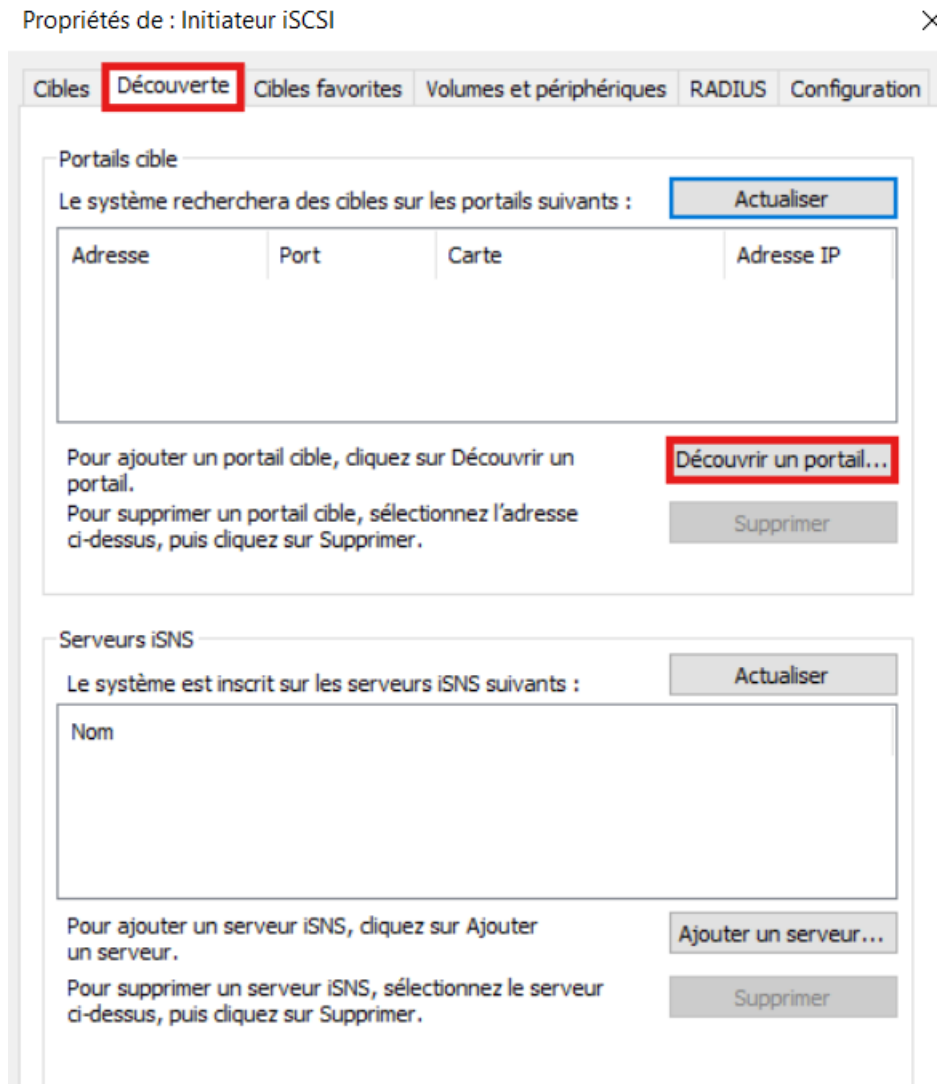 Propriétés de : Initiateur iSCSI
Cibles Découverte Cibles favorites Volumes et périphériques RADIUS Configuration
Portails cible
Le système recherchera des cibles sur les portails suivants : Actualiser
Adresse Port Carte Adresse IP
Pour ajouter un portail cible, cliquez sur Découvrir un
portail.
Découvrir un portail...
Pour supprimer un portail cible, sélectionnez l'adresse
ci-dessus, puis cliquez sur Supprimer.
Supprimer
Serveurs iSNS
Le système est inscrit sur les serveurs iSNS suivants : Actualiser
Nom
Pour ajouter un serveur iSNS, cliquez sur Ajouter
un serveur.
Ajouter un serveur...
Pour supprimer un serveur iSNS, sélectionnez le serveur
ci-dessus, puis cliquez sur Supprimer.
Supprimer